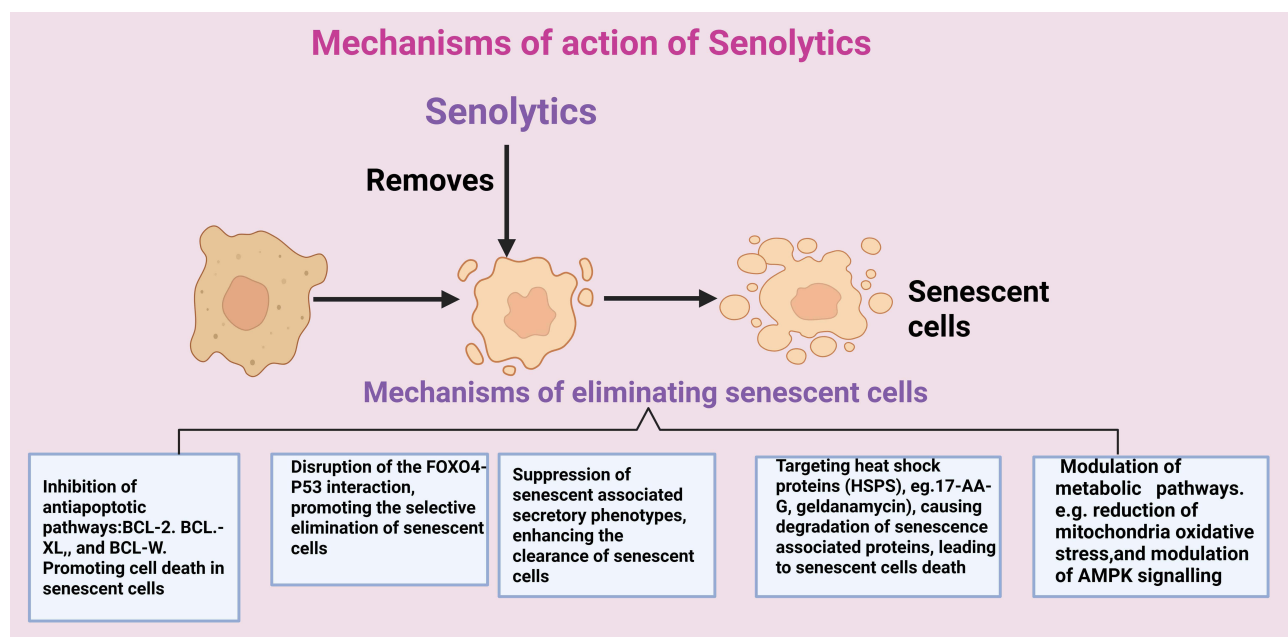 Mechanisms of action of Senolytics
Senolytics
Removes
Senescent
cells
Mechanisms of eliminating senescent cells
Inhibition of
antiapoptotic
pathways:BCL-2. BCL.-
XL,, and BCL-W.
Promoting cell death in
senescent cells
Disruption of the FOXO4-
P53 interaction,
promoting the selective
elimination of senescent
cells
Suppression of
senescent associated
secretory phenotypes,
enhancing the
clearance of senescent
cells
Targeting heat shock
proteins (HSPS), eg.17-AA-
G, geldanamycin), causing
degradation of senescence
associated proteins, leading
to senescent cells death
Modulation of
metabolic pathways.
e.g. reduction of
mitochondria oxidative
stress,and modulation
of AMPK signalling